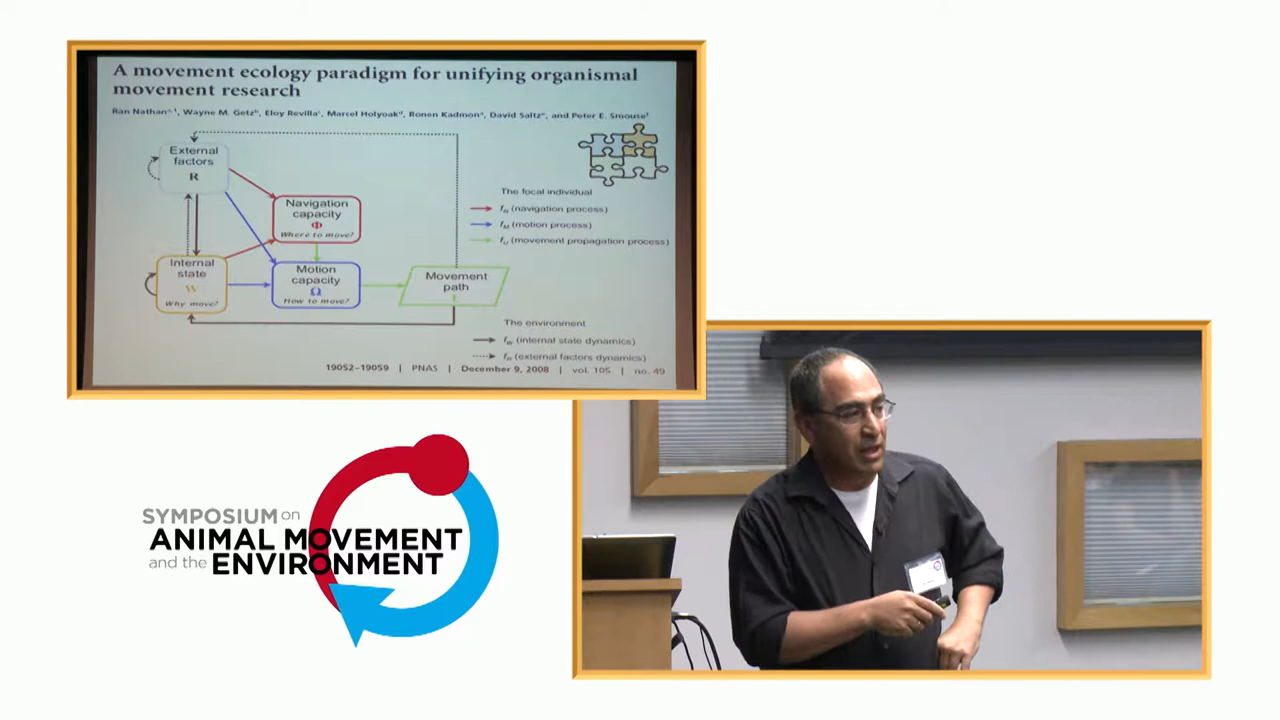 A movement ecology paradigm for unifying organismal
movement research
Ran Nathan, Wayne M. Getz, Eloy Revilla, Marcel Holyoak, Ronen Kadmon, David Saltz, and Peter E. Smouse
External
factors
R
Navigation
capacity
Φ
Where to move?
Internal
state
W
Why move?
Motion
capacity
Ω
How to move?
Movement
path
The focal individual
(navigation process)
(motion process)
(movement propagation process)
The environment
(internal state dynamics)
(external factors dynamics)
19052–19059 | PNAS | December 9, 2008 | vol. 105 | no. 49
SYMPOSIUM on
ANIMAL MOVEMENT
and the ENVIRONMENT